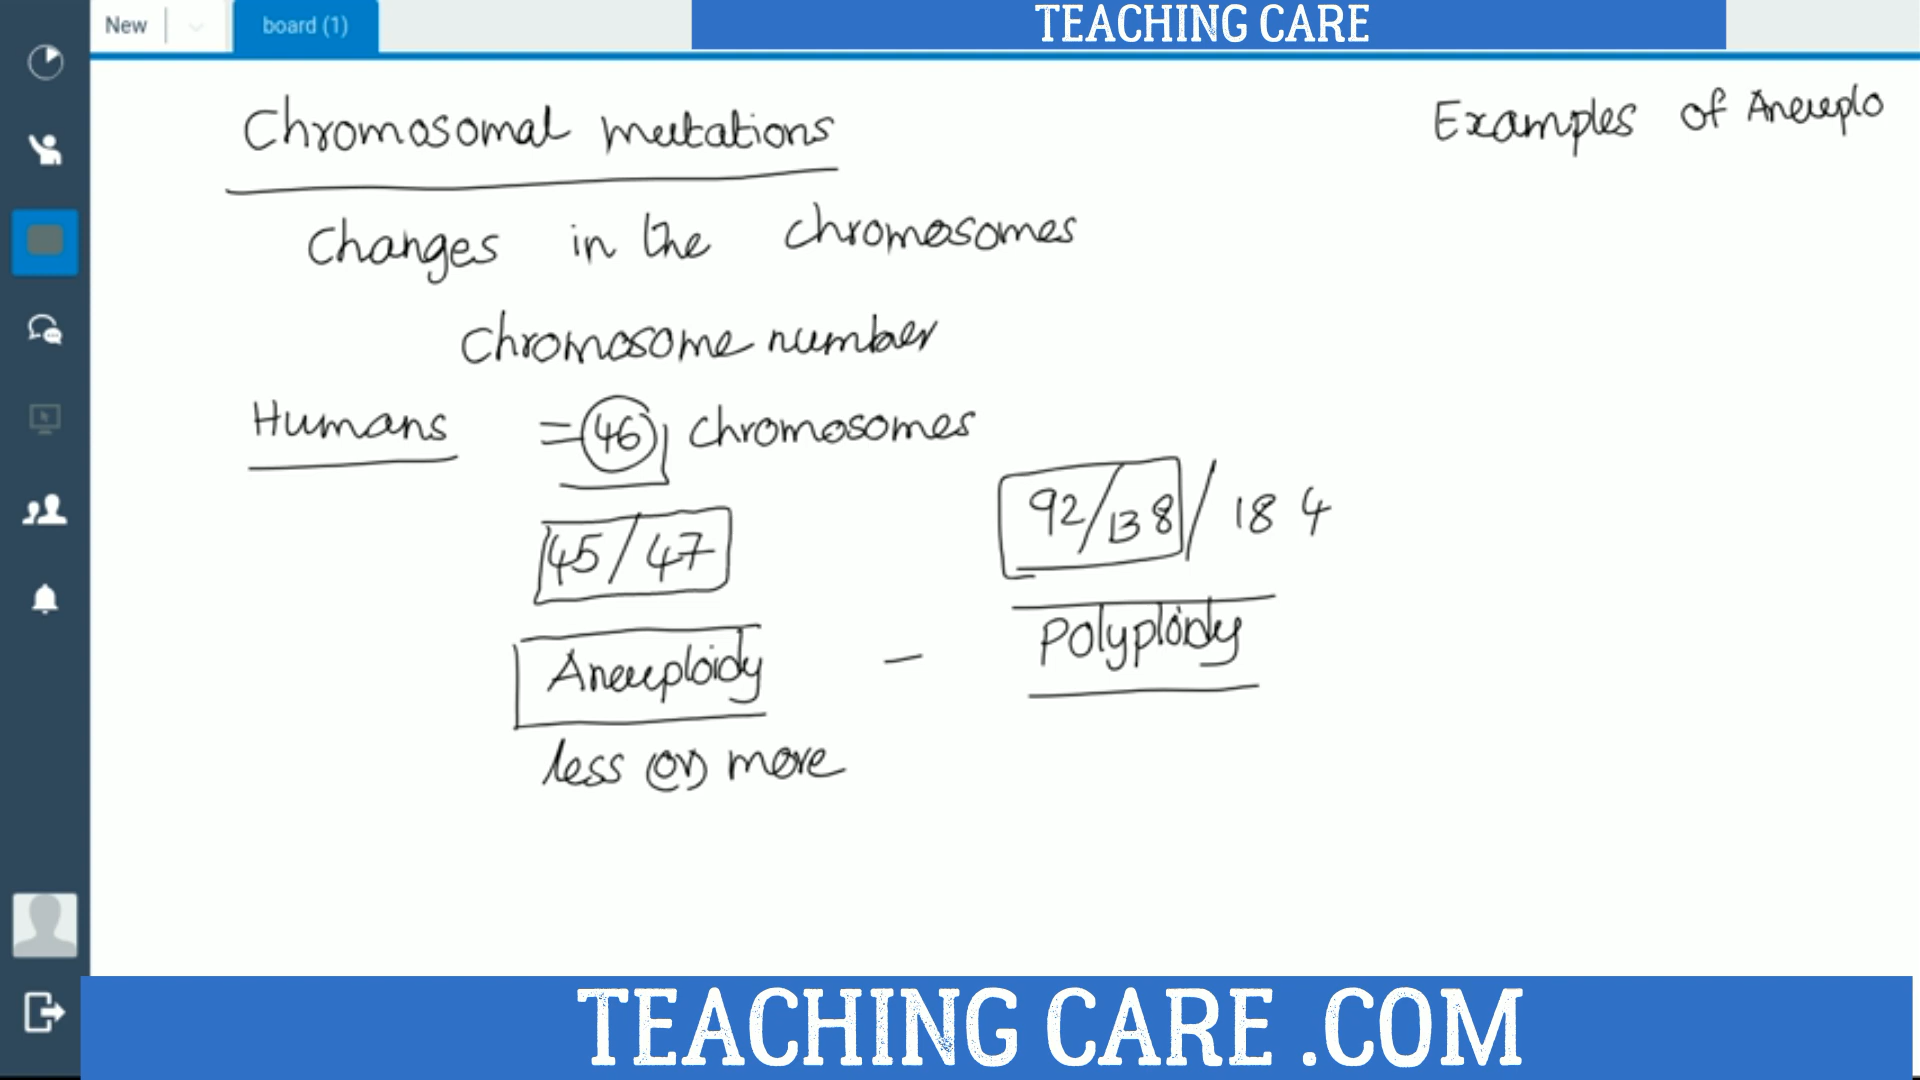 New
board (1)
TEACHING CARE
Chromosomal mutations
Examples of Aneuplo
Changes in the chromosomes
Chromosome number
Humans = 46 chromosomes
45/47
92/138/184
Aneuploidy - Polyploidy
less (or) more
TEACHING CARE .COM